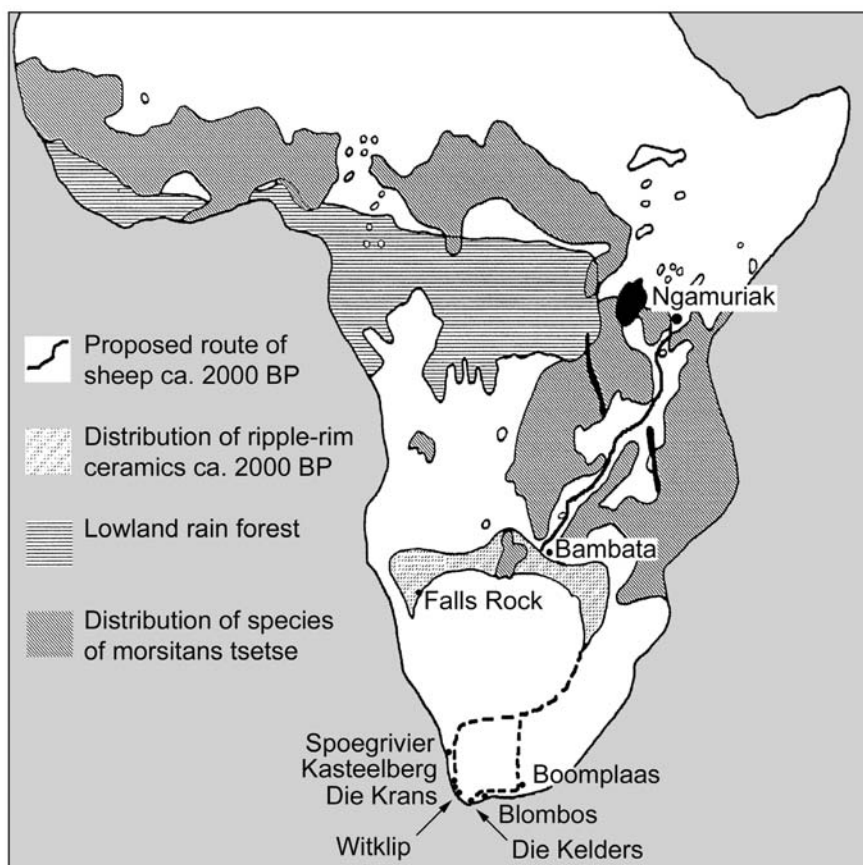 Ngamuriak
Proposed route of
sheep ca. 2000 BP
Distribution of ripple-rim
ceramics ca. 2000 BP
Lowland rain forest
Bambata
Falls Rock
Distribution of species
of morsitans tsetse
Spoegrivier
Kasteelberg
Die Krans
Boomplaas
Blombos
Witklip
Die Kelders